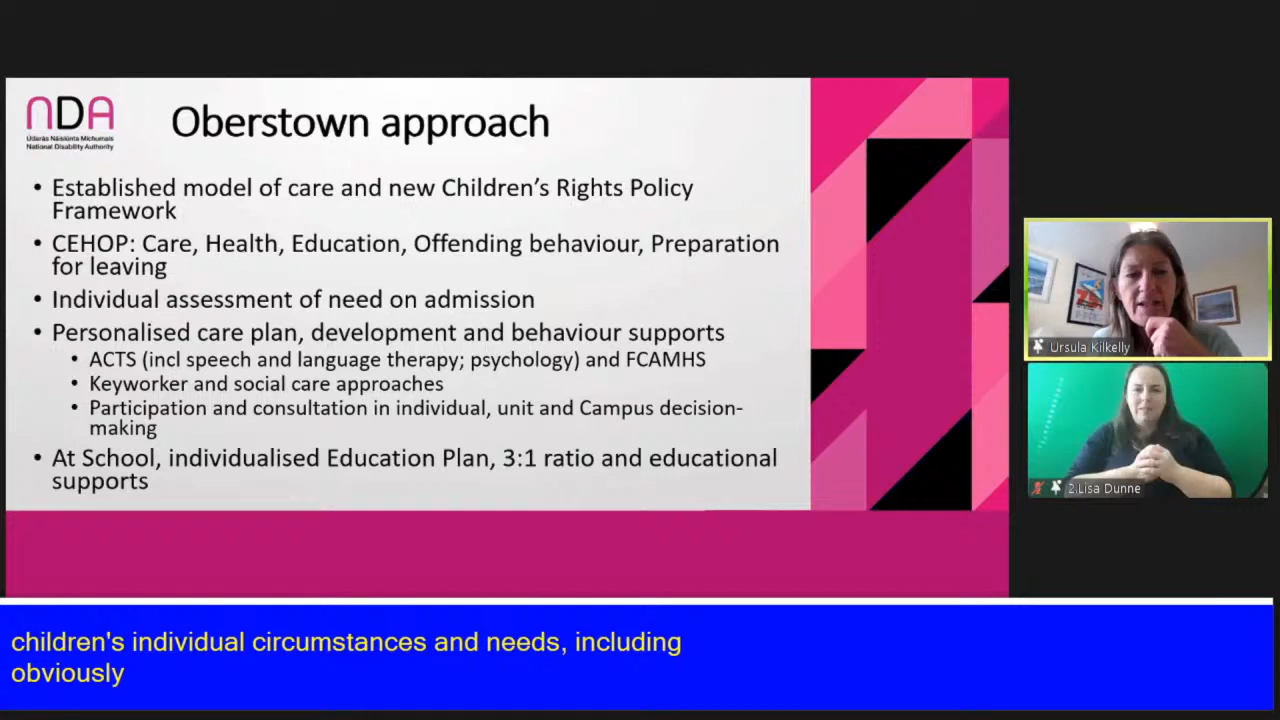 nDA
Údarás Náisiúnta Míchumais
National Disability Authority
Oberstown approach
• Established model of care and new Children's Rights Policy
Framework
• CEHOP: Care, Health, Education, Offending behaviour, Preparation
for leaving
• Individual assessment of need on admission
• Personalised care plan, development and behaviour supports
• ACTS (incl speech and language therapy; psychology) and FCAMHS
• Keyworker and social care approaches
• Participation and consultation in individual, unit and Campus decision-
making
• At School, individualised Education Plan, 3:1 ratio and educational
supports
Ursula Kilkelly
2.Lisa Dunne
children's individual circumstances and needs, including
obviously